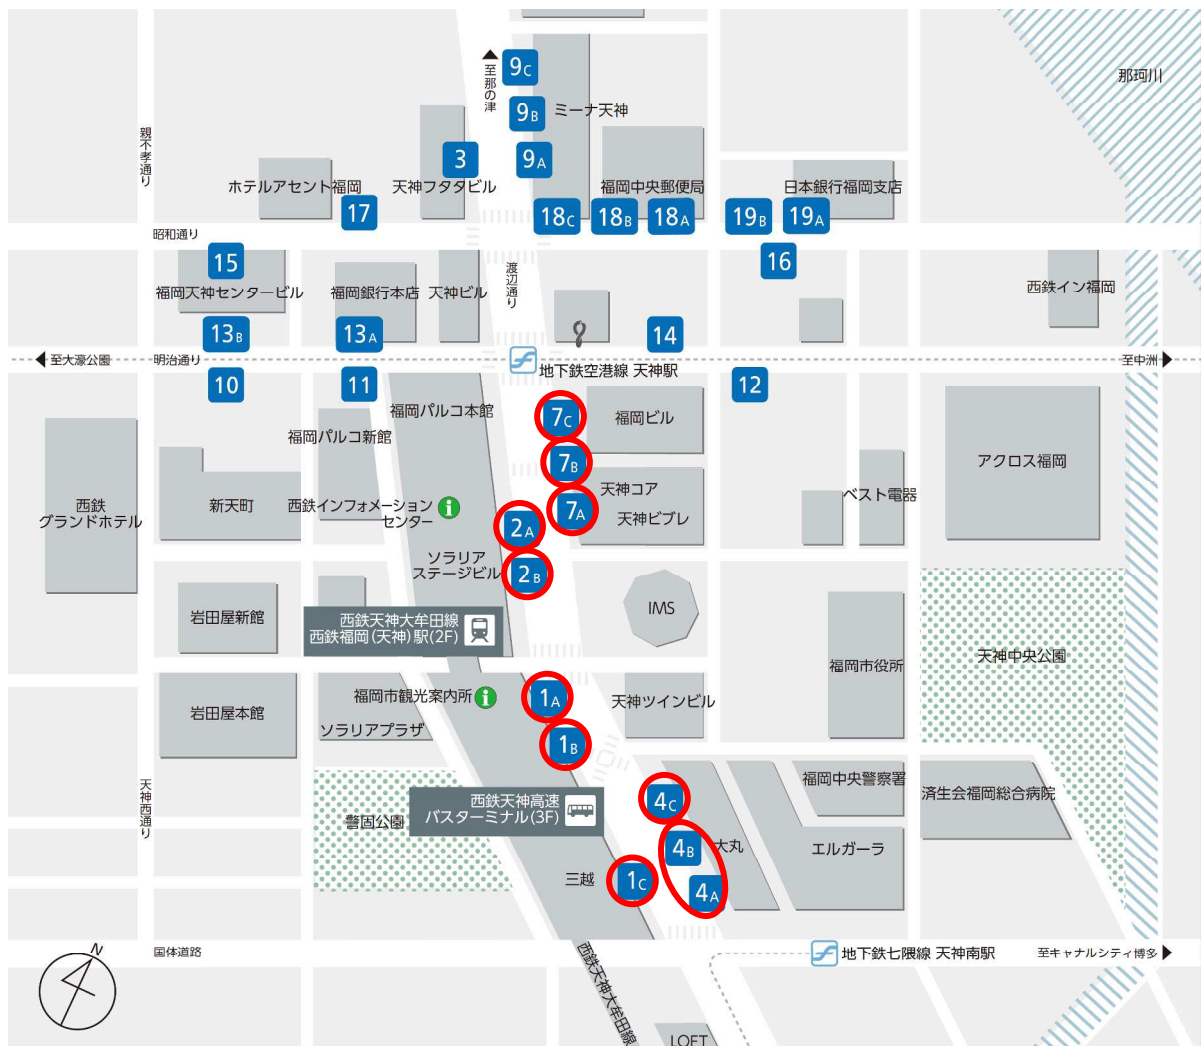 那珂川
至那の津
9C
9B
ミーナ天神
9A
3
親不孝通り
ホテルアセント福岡
天神フタタビル
福岡中央郵便局
日本銀行福岡支店
17
18C
18B
18A
19B
19A
昭和通り
15
16
渡辺通り
福岡天神センタービル
福岡銀行本店
天神ビル
西鉄イン福岡
13B
13A
14
至大濠公園
明治通り
地下鉄空港線 天神駅
至中洲
10
11
12
福岡パルコ本館
7C
福岡ビル
福岡パルコ新館
7B
アクロス福岡
天神コア
ベスト電器
西鉄
グランドホテル
新天町
西鉄インフォメーション
センター
i
7A
天神ビブレ
2A
ソラリア
ステージビル
2B
IMS
岩田屋新館
西鉄天神大牟田線
西鉄福岡(天神)駅(2F)
福岡市役所
天神中央公園
福岡市観光案内所
i
1A
天神ツインビル
岩田屋本館
ソラリアプラザ
1B
天神西通り
福岡中央警察署
済生会福岡総合病院
西鉄天神高速
バスターミナル(3F)
4C
警固公園
4B
大丸
エルガーラ
三越
1C
4A
N
国体道路
地下鉄七隈線 天神南駅
至キャナルシティ博多
西鉄天神大牟田線
LOFT